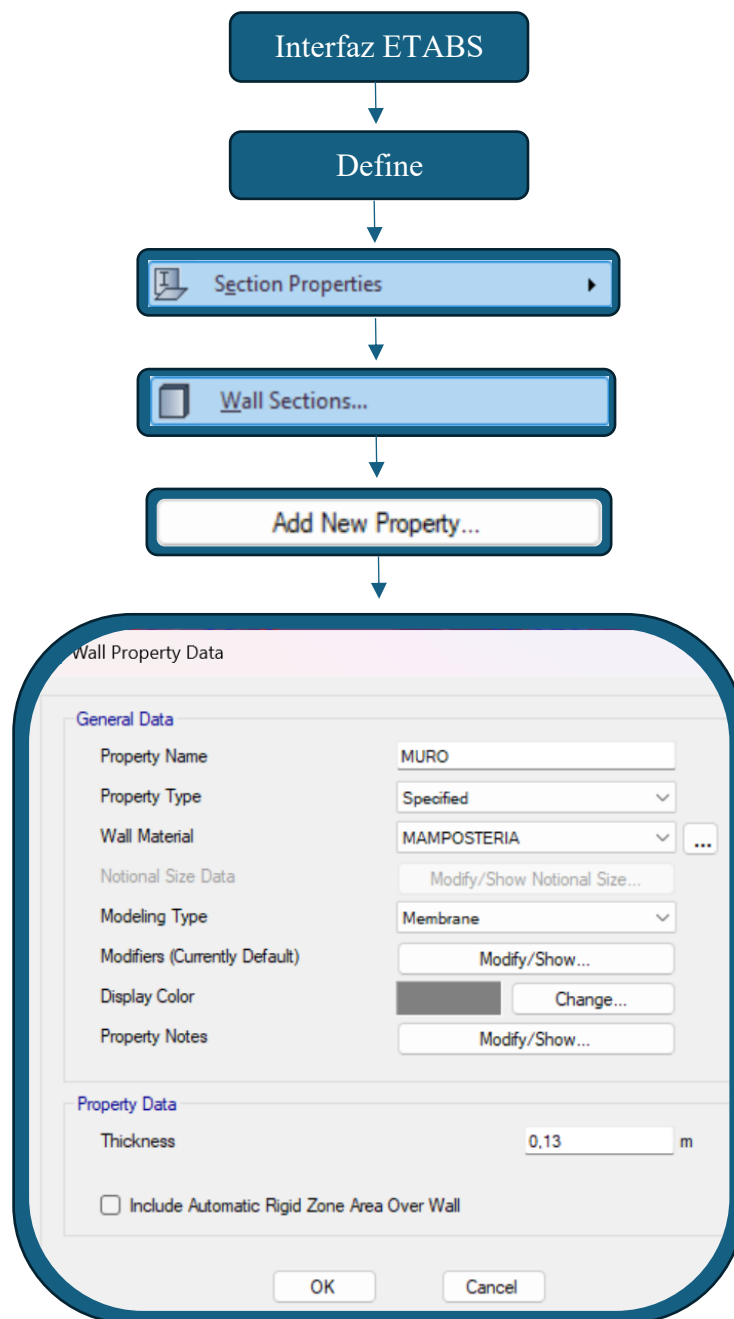 Interfaz ETABS
Define
Section Properties
Wall Sections...
Add New Property...
Wall Property Data
General Data
Property Name MURO
Property Type Specified
Wall Material MAMPOSTERIA ...
Notional Size Data Modify/Show Notional Size...
Modeling Type Membrane
Modifiers (Currently Default) Modify/Show...
Display Color Change...
Property Notes Modify/Show...
Property Data
Thickness 0,13 m
Include Automatic Rigid Zone Area Over Wall
OK Cancel